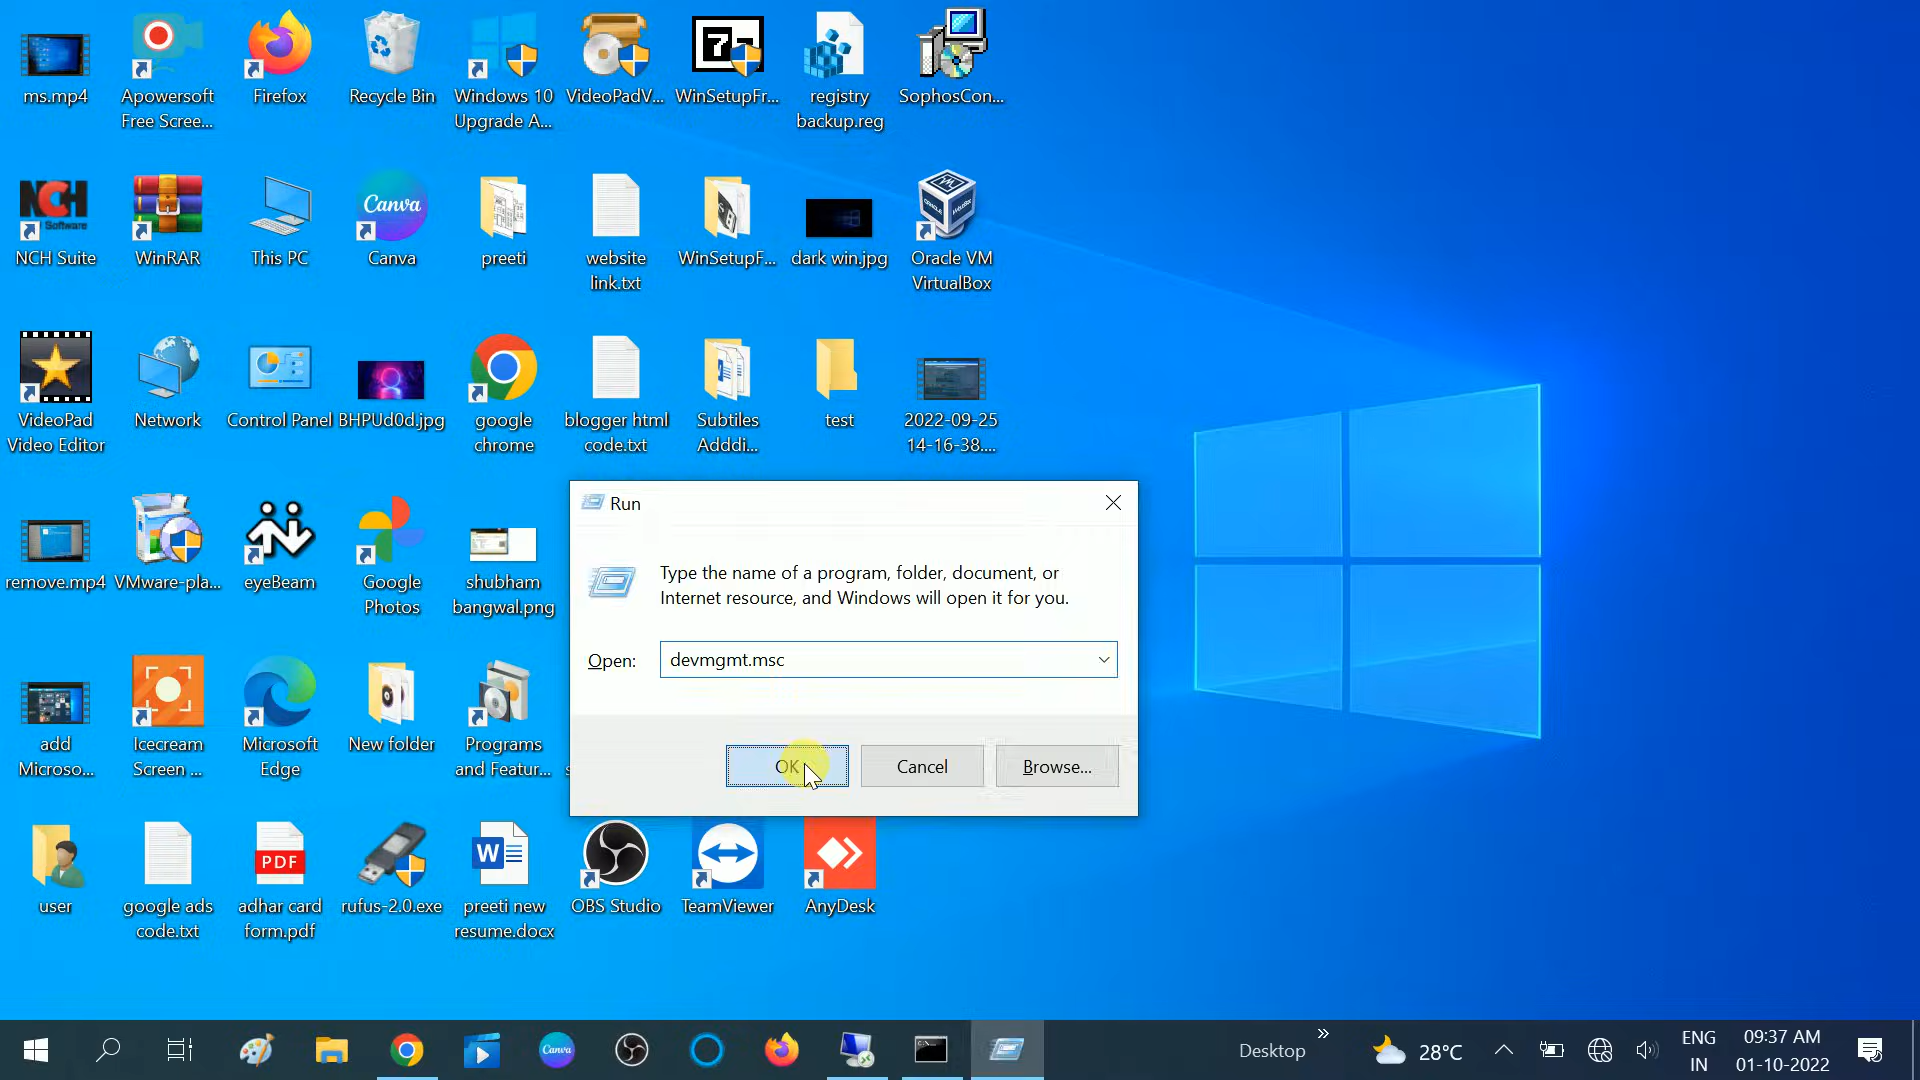 ms.mp4
Apowersoft
Free Scree...
Firefox
Recycle Bin
Windows 10
Upgrade A...
VideoPadV...
WinSetupFr...
registry
backup.reg
SophosCon...
NCH
Software
NCH Suite
WinRAR
This PC
Canva
Canva
preeti
website
link.txt
WinSetupF...
dark win.jpg
Oracle VM
VirtualBox
VideoPad
Video Editor
Network
Control Panel
BHPUd0d.jpg
google
chrome
blogger html
code.txt
Subtiles
Adddi...
test
2022-09-25
14-16-38....
remove.mp4
VMware-pla...
eyeBeam
Google
Photos
shubham
bangwal.png
Run
Type the name of a program, folder, document, or
Internet resource, and Windows will open it for you.
Open:
devmgmt.msc
OK
Cancel
Browse...
add
Microso...
Icecream
Screen ...
Microsoft
Edge
New folder
Programs
and Featur...
user
google ads
code.txt
PDF
adhar card
form.pdf
rufus-2.0.exe
W
preeti new
resume.docx
OBS Studio
TeamViewer
AnyDesk
Canva
Desktop
28°C
ENG
IN
09:37 AM
01-10-2022